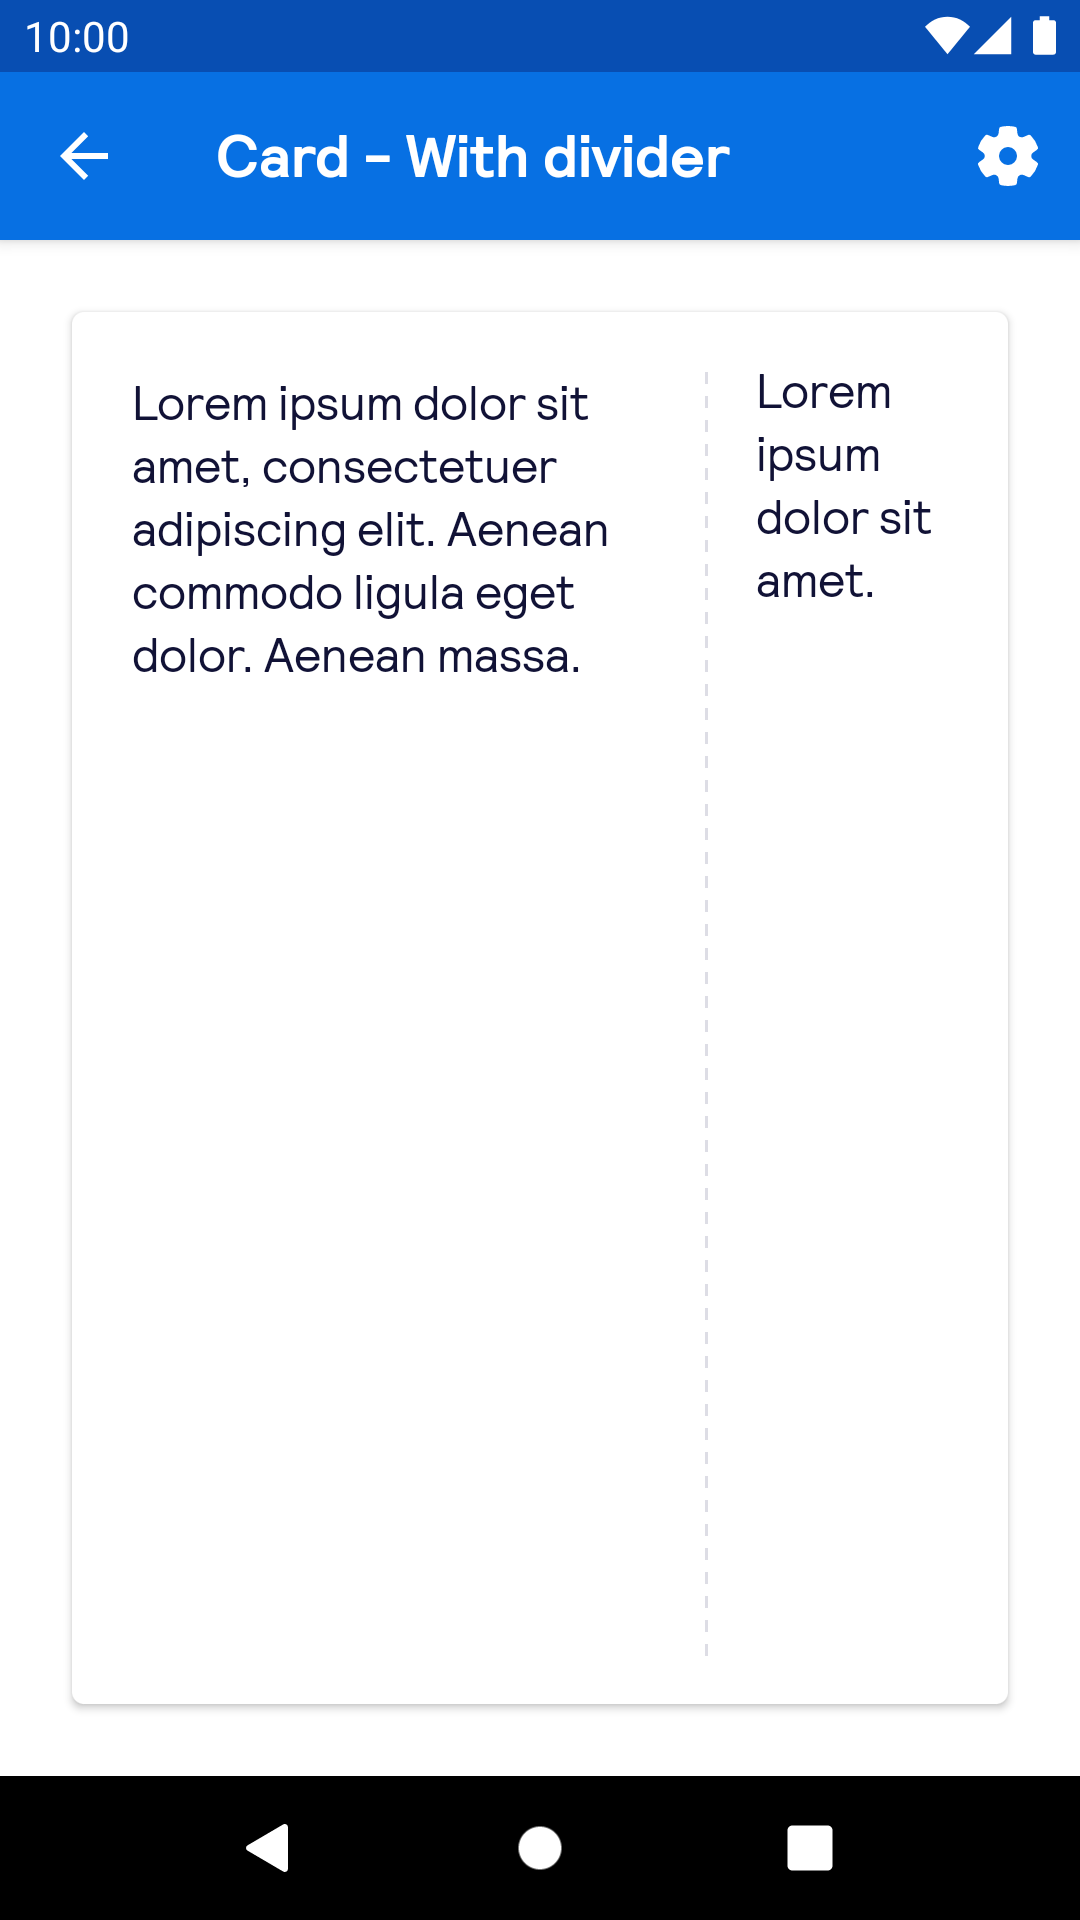 10:00
Card - With divider
Lorem ipsum dolor sit
amet, consectetuer
adipiscing elit. Aenean
commodo ligula eget
dolor. Aenean massa.
Lorem
ipsum
dolor sit
amet.